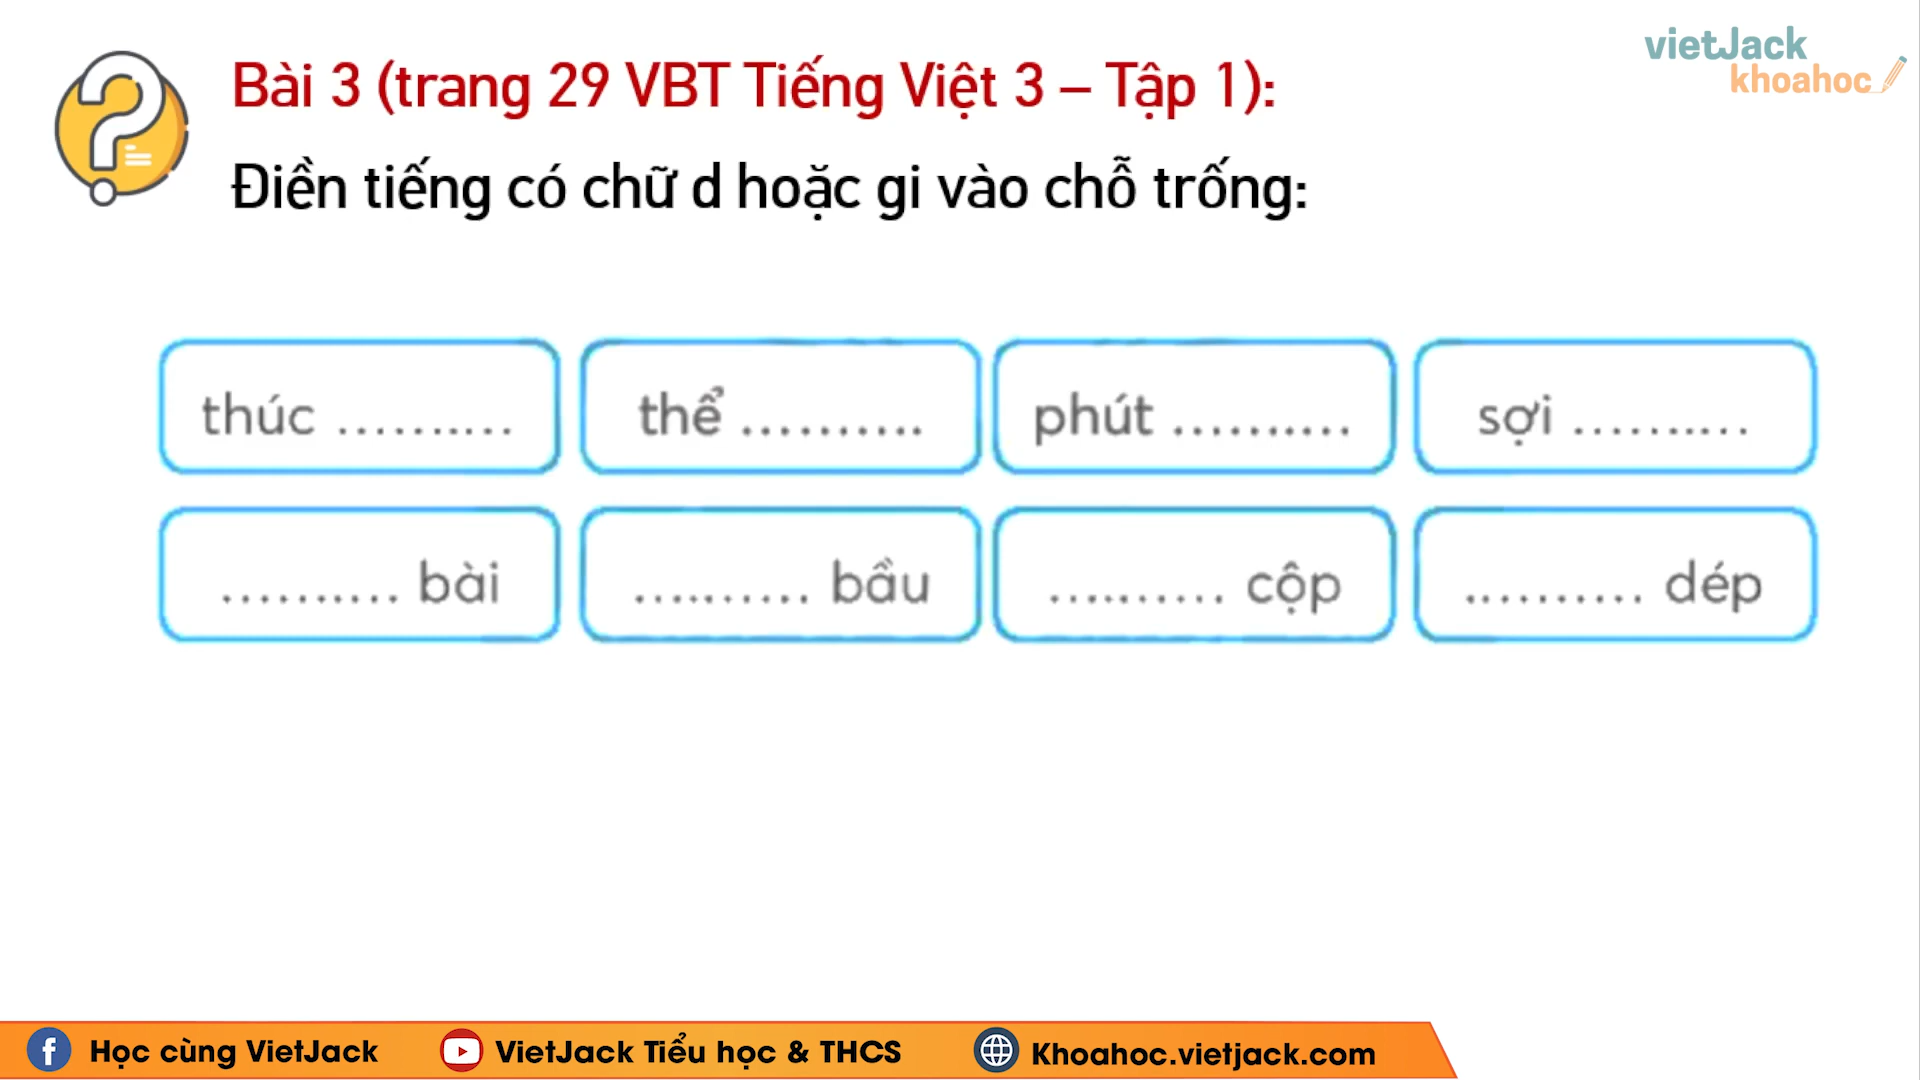 vietJack
khoahoc
Bài 3 (trang 29 VBT Tiếng Việt 3 – Tập 1):
Điền tiếng có chữ d hoặc gi vào chỗ trống:
thúc .......... thể .......... phút .......... sợi ..........
.......... bài .......... bầu .......... cộp .......... dép
Học cùng VietJack VietJack Tiểu học & THCS Khoahoc.vietjack.com